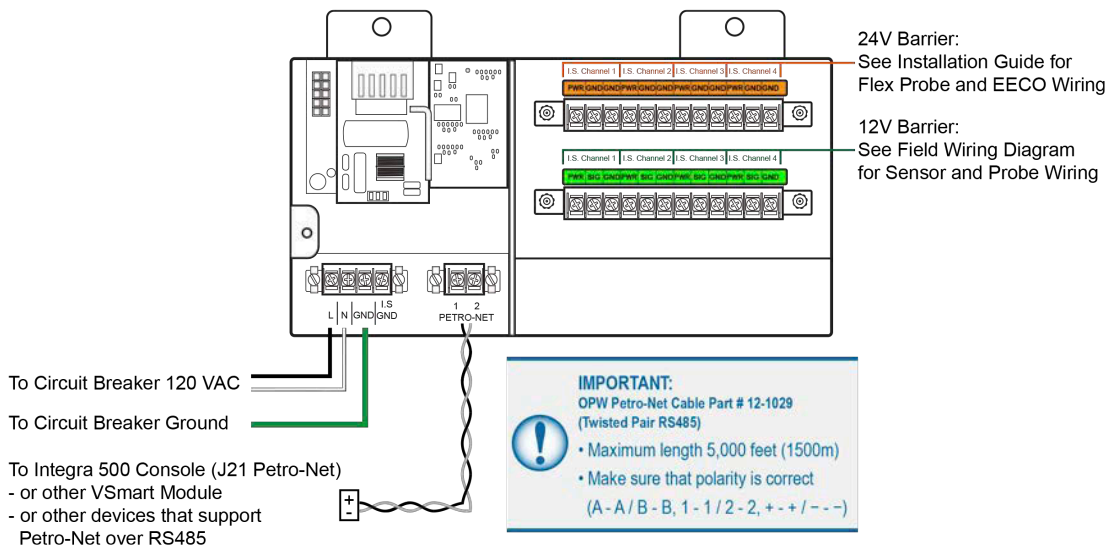 24V Barrier:
See Installation Guide for
Flex Probe and EECO Wiring
I.S. Channel 1 I.S. Channel 2 I.S. Channel 3 I.S. Channel 4
PWR GND GND PWR GND GND PWR GND GND PWR GND GND
12V Barrier:
See Field Wiring Diagram
for Sensor and Probe Wiring
I.S. Channel 1 I.S. Channel 2 I.S. Channel 3 I.S. Channel 4
PWR SIG GND PWR SIG GND PWR SIG GND PWR SIG GND
L N GND I.S GND
1 2
PETRO-NET
To Circuit Breaker 120 VAC
To Circuit Breaker Ground
To Integra 500 Console (J21 Petro-Net)
- or other VSmart Module
- or other devices that support
Petro-Net over RS485
+
-
IMPORTANT:
OPW Petro-Net Cable Part # 12-1029
(Twisted Pair RS485)
• Maximum length 5,000 feet (1500m)
• Make sure that polarity is correct
(A - A / B - B, 1 - 1 / 2 - 2, + - + / − - −)